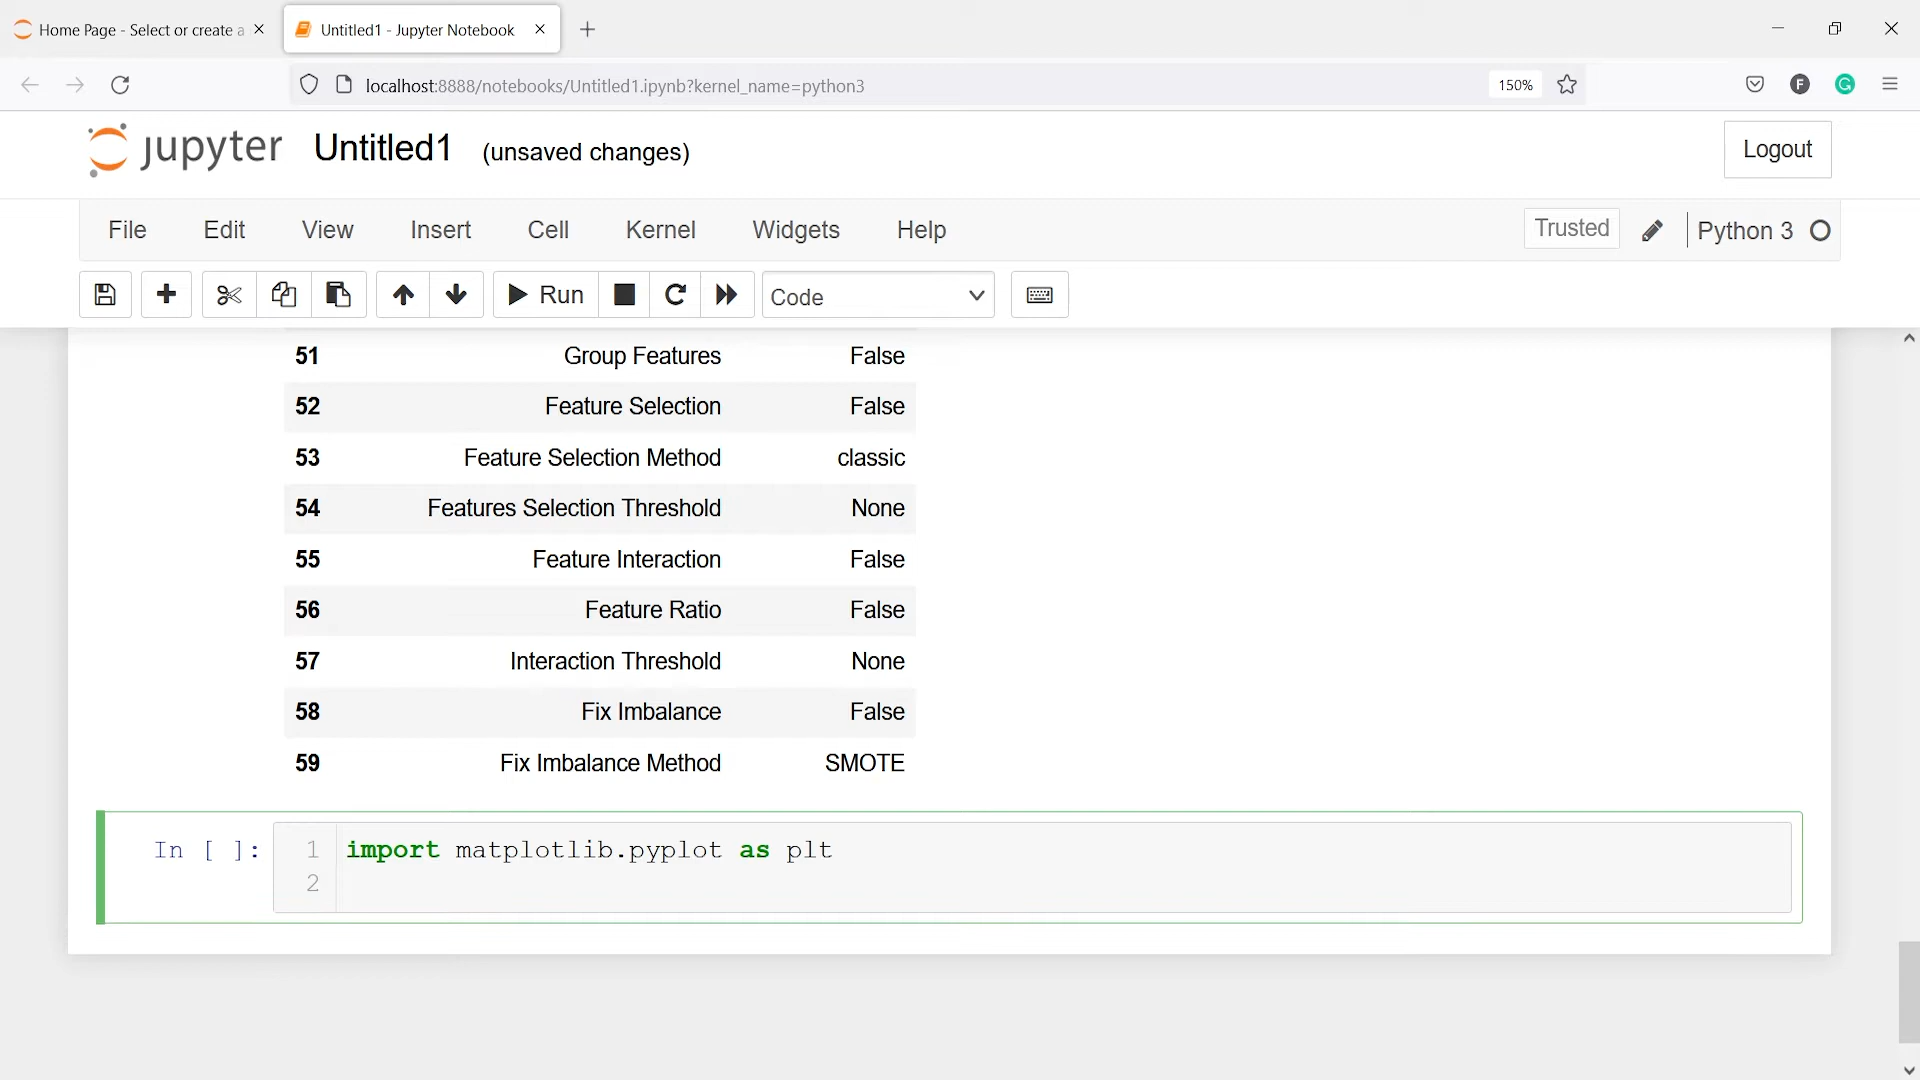 Home Page - Select or create a
Untitled1 - Jupyter Notebook
localhost:8888/notebooks/Untitled1.ipynb?kernel_name=python3
150%
F
G
jupyter Untitled1 (unsaved changes)
Logout
File Edit View Insert Cell Kernel Widgets Help
Trusted
Python 3
Run
Code
51 Group Features False
52 Feature Selection False
53 Feature Selection Method classic
54 Features Selection Threshold None
55 Feature Interaction False
56 Feature Ratio False
57 Interaction Threshold None
58 Fix Imbalance False
59 Fix Imbalance Method SMOTE
In [ ]: 1 import matplotlib.pyplot as plt
2